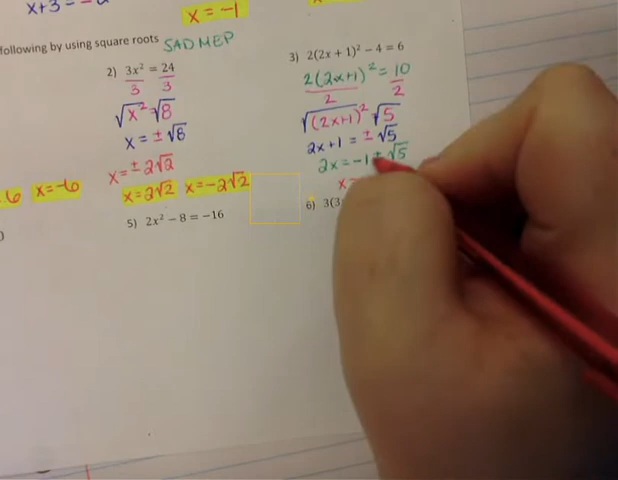 x+3 =
x = -1
following by using square roots SADMEP
2) 3x² = 24
3 3
√x² √8
x = ± √8
x = ± 2√2
x = 2√2 x = -2√2
x = -6
3) 2(2x + 1)² − 4 = 6
2(2x+1)² = 10
2 2
√(2x+1)² √5
2x+1 = ± √5
2x = -1 ± √5
x =
5) 2x² − 8 = −16
6) 3(3